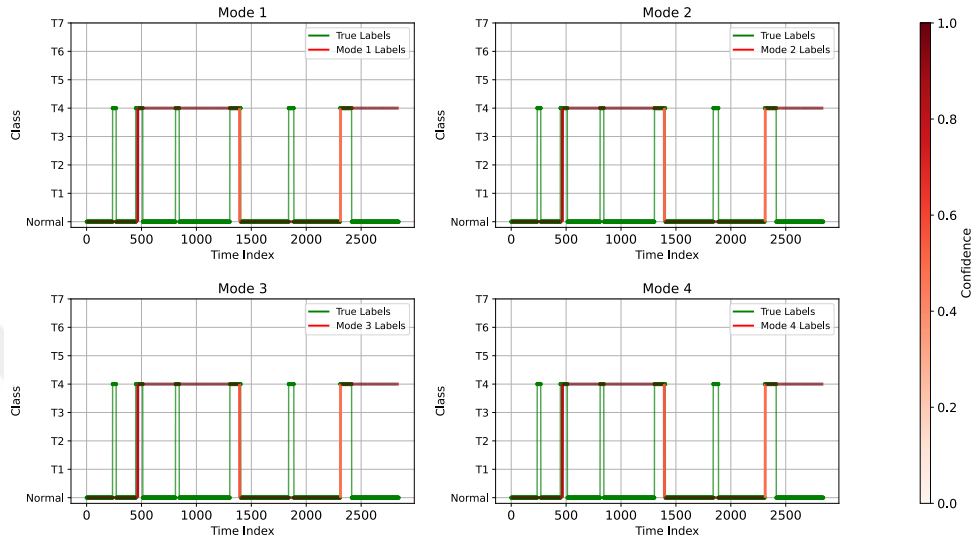 Mode 1
T7
T6
T5
T4
T3
T2
T1
Normal
Class
True Labels
Mode 1 Labels
0 500 1000 1500 2000 2500
Time Index
Mode 2
T7
T6
T5
T4
T3
T2
T1
Normal
Class
True Labels
Mode 2 Labels
0 500 1000 1500 2000 2500
Time Index
Mode 3
T7
T6
T5
T4
T3
T2
T1
Normal
Class
True Labels
Mode 3 Labels
0 500 1000 1500 2000 2500
Time Index
Mode 4
T7
T6
T5
T4
T3
T2
T1
Normal
Class
True Labels
Mode 4 Labels
0 500 1000 1500 2000 2500
Time Index
1.0
0.8
0.6
0.4
0.2
0.0
Confidence